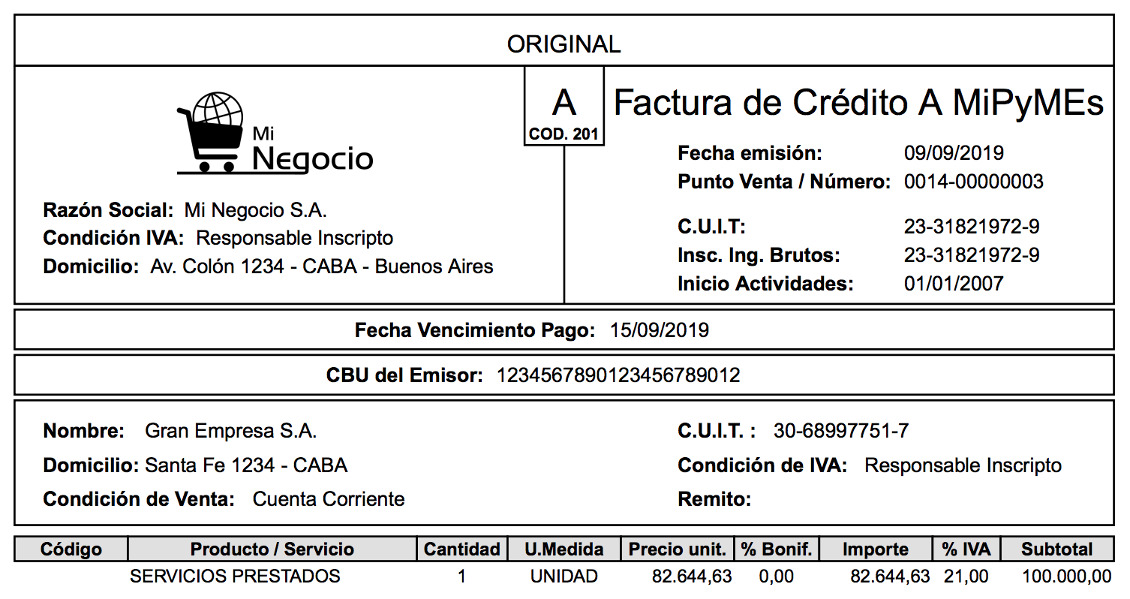 ORIGINAL
A
COD. 201
Factura de Crédito A MiPyMEs
Mi
Negocio
Fecha emisión: 09/09/2019
Punto Venta / Número: 0014-00000003
Razón Social: Mi Negocio S.A.
Condición IVA: Responsable Inscripto
Domicilio: Av. Colón 1234 - CABA - Buenos Aires
C.U.I.T: 23-31821972-9
Insc. Ing. Brutos: 23-31821972-9
Inicio Actividades: 01/01/2007
Fecha Vencimiento Pago: 15/09/2019
CBU del Emisor: 1234567890123456789012
Nombre: Gran Empresa S.A. C.U.I.T. : 30-68997751-7
Domicilio: Santa Fe 1234 - CABA Condición de IVA: Responsable Inscripto
Condición de Venta: Cuenta Corriente Remito:
Código Producto / Servicio Cantidad U.Medida Precio unit. % Bonif. Importe % IVA Subtotal
SERVICIOS PRESTADOS 1 UNIDAD 82.644,63 0,00 82.644,63 21,00 100.000,00